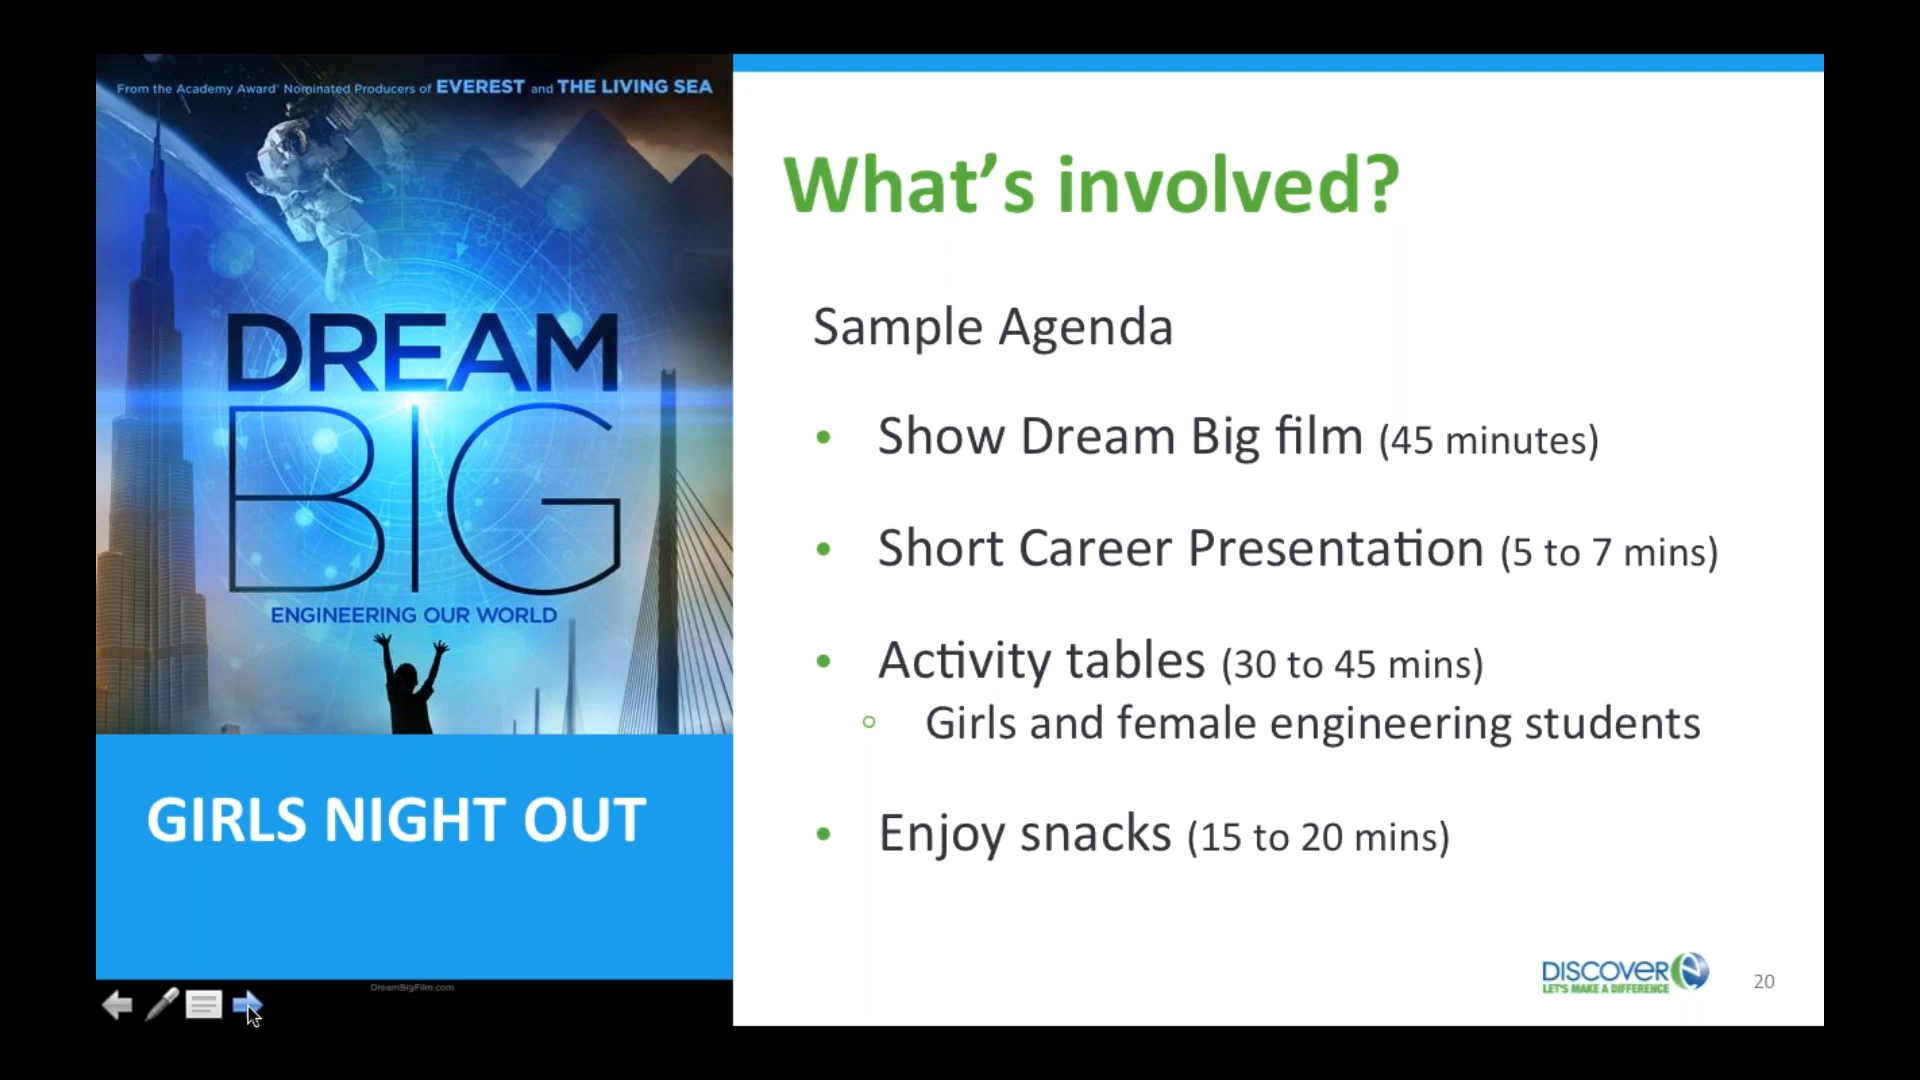 From the Academy Award® Nominated Producers of EVEREST and THE LIVING SEA
DREAM
BIG
ENGINEERING OUR WORLD
GIRLS NIGHT OUT
DreamBigFilm.com
What's involved?
Sample Agenda
• Show Dream Big film (45 minutes)
• Short Career Presentation (5 to 7 mins)
• Activity tables (30 to 45 mins)
○ Girls and female engineering students
• Enjoy snacks (15 to 20 mins)
DISCOVER e
LET'S MAKE A DIFFERENCE
20